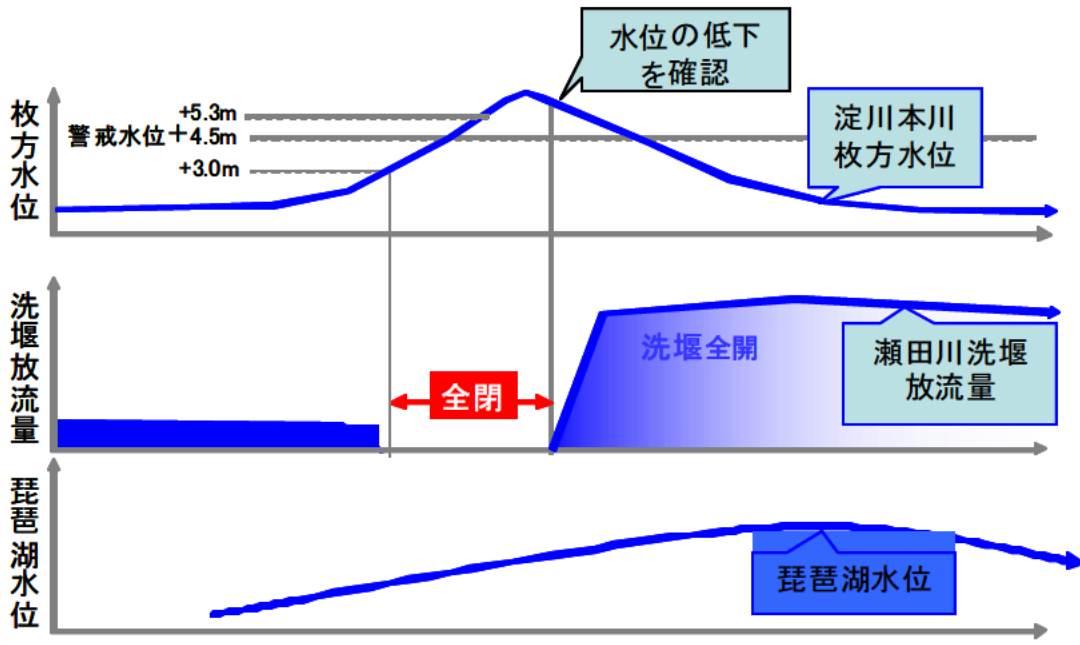 水位の低下
を確認
枚方水位
+5.3m
警戒水位+4.5m
+3.0m
淀川本川
枚方水位
洗堰放流量
洗堰全開
全閉
瀬田川洗堰
放流量
琵琶湖水位
琵琶湖水位